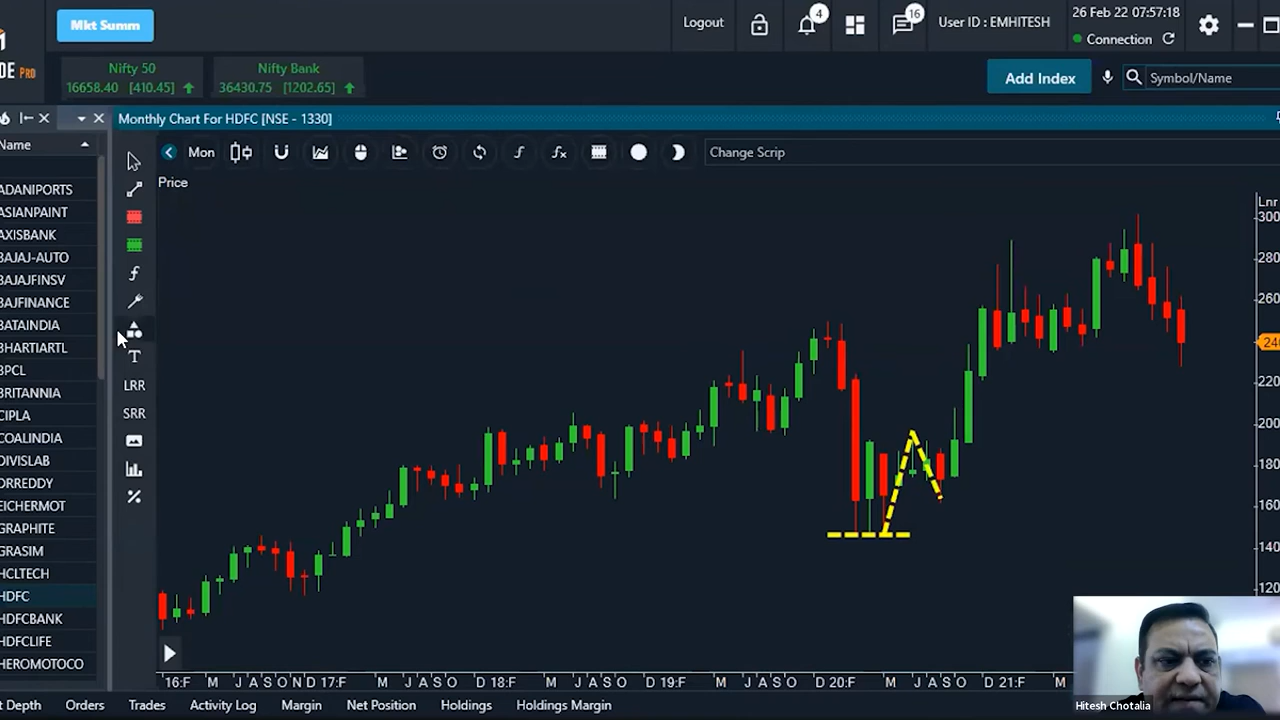 Mkt Summ
Logout
4
16
User ID : EMHITESH
26 Feb 22 07:57:18
Connection
DE PRO
Nifty 50
16658.40 [410.45]
Nifty Bank
36430.75 [1202.65]
Add Index
Symbol/Name
Monthly Chart For HDFC [NSE - 1330]
Name
Mon
Change Scrip
Price
Lnr
ADANIPORTS
ASIANPAINT
AXISBANK
BAJAJ-AUTO
BAJAJFINSV
BAJFINANCE
BATAINDIA
BHARTIARTL
BPCL
BRITANNIA
CIPLA
COALINDIA
DIVISLAB
DRREDDY
EICHERMOT
GRAPHITE
GRASIM
HCLTECH
HDFC
HDFCBANK
HDFCLIFE
HEROMOTOCO
T
LRR
SRR
300
280
260
240
220
200
180
160
140
120
16:F M J A S O N D 17:F M J A S O D 18:F M J A S O D 19:F M J A S O D 20:F M J A S O D 21:F M
Hitesh Chotalia
t Depth
Orders
Trades
Activity Log
Margin
Net Position
Holdings
Holdings Margin